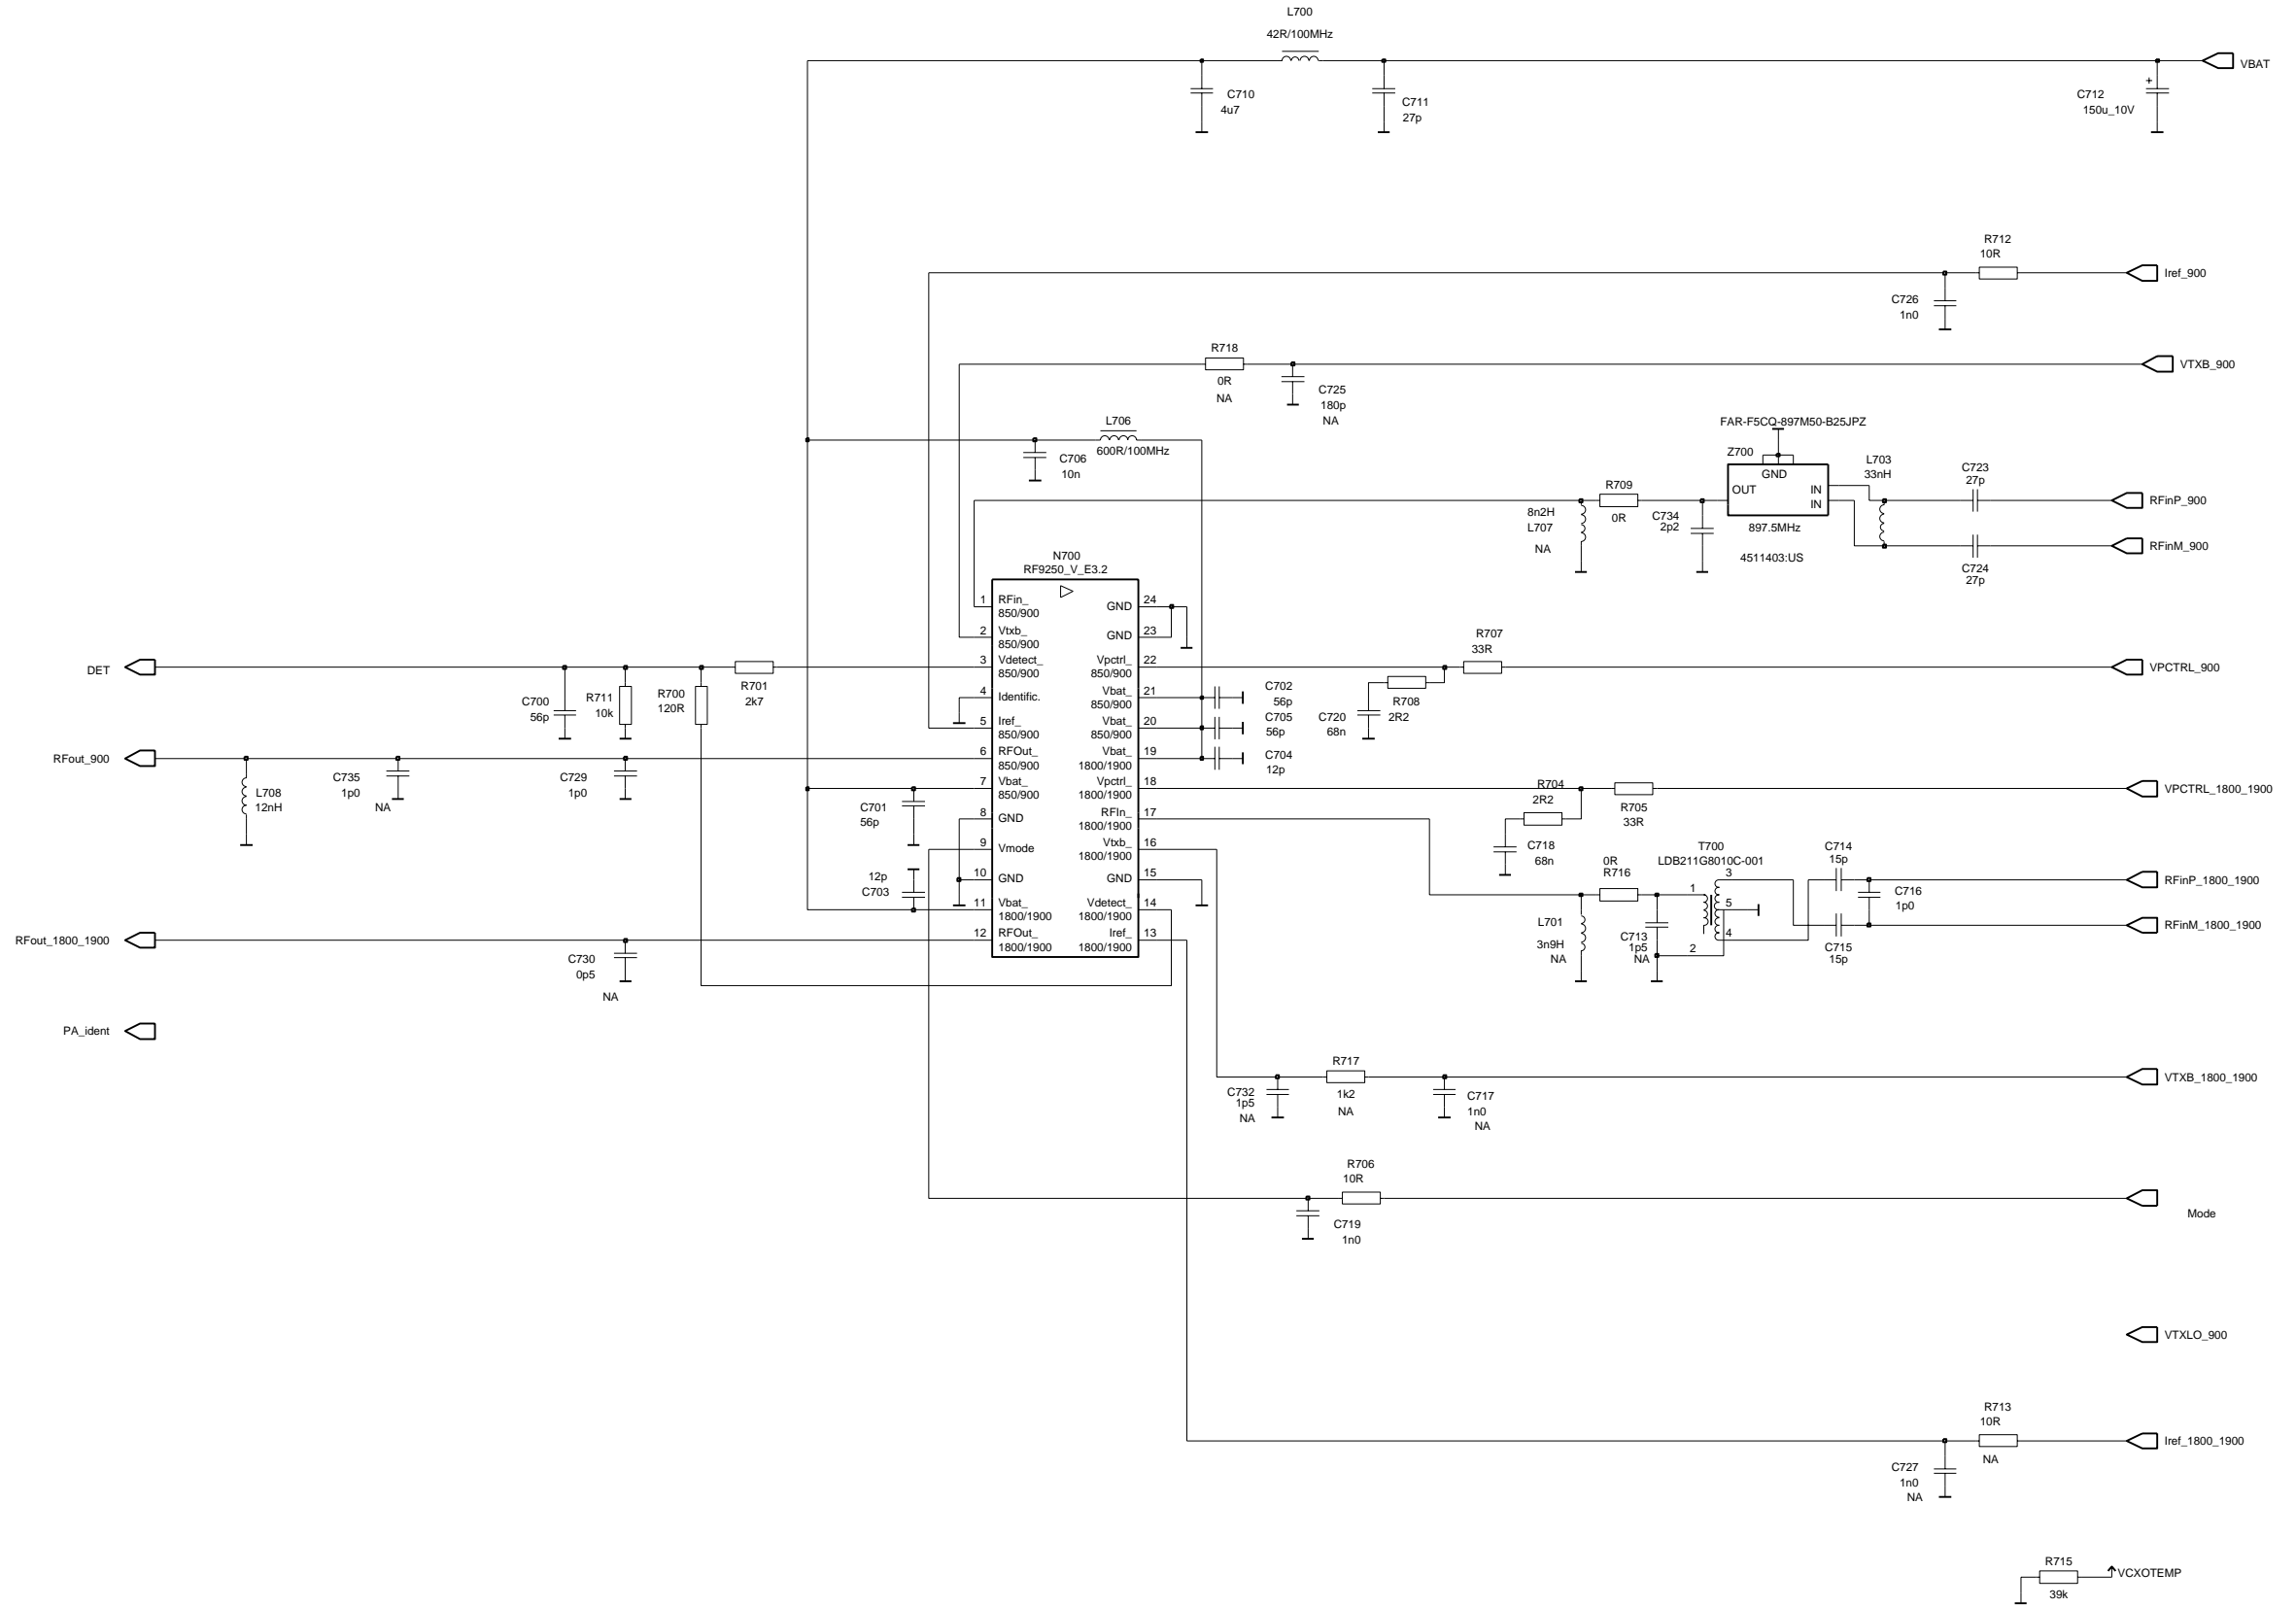 L700
42R/100MHz
VBAT
C710
4u7
C711
27p
+
C712
150u_10V
R712
10R
Iref_900
C726
1n0
R718
0R
NA
VTXB_900
C725
180p
NA
L706
600R/100MHz
C706
10n
FAR-F5CQ-897M50-B25JPZ
Z700
GND
OUT
IN
IN
897.5MHz
4511403:US
L703
33nH
C723
27p
RFinP_900
RFinM_900
C724
27p
R709
0R
C734
2p2
8n2H
L707
NA
N700
RF9250_V_E3.2
1
RFin_
850/900
2
Vtxb_
850/900
3
Vdetect_
850/900
4
Identific.
5
Iref_
850/900
6
RFOut_
850/900
7
Vbat_
850/900
8
GND
9
Vmode
10
GND
11
Vbat_
1800/1900
12
RFOut_
1800/1900
GND
24
GND
23
Vpctrl_
850/900
22
Vbat_
850/900
21
Vbat_
850/900
20
Vbat_
1800/1900
19
Vpctrl_
1800/1900
18
RFIn_
1800/1900
17
Vtxb_
1800/1900
16
GND
15
Vdetect_
1800/1900
14
Iref_
1800/1900
13
DET
C700
56p
R711
10k
R700
120R
R701
2k7
RFout_900
L708
12nH
C735
1p0
NA
C729
1p0
C701
56p
12p
C703
RFout_1800_1900
C730
0p5
NA
PA_ident
C702
56p
C705
56p
C704
12p
R707
33R
VPCTRL_900
R708
2R2
C720
68n
R704
2R2
R705
33R
VPCTRL_1800_1900
C718
68n
0R
R716
T700
LDB211G8010C-001
1
2
3
5
4
C714
15p
C716
1p0
C715
15p
RFinP_1800_1900
RFinM_1800_1900
L701
3n9H
NA
C713
1p5
NA
C732
1p5
NA
R717
1k2
NA
C717
1n0
NA
VTXB_1800_1900
R706
10R
C719
1n0
Mode
VTXLO_900
R713
10R
NA
Iref_1800_1900
C727
1n0
NA
R715
39k
VCXOTEMP